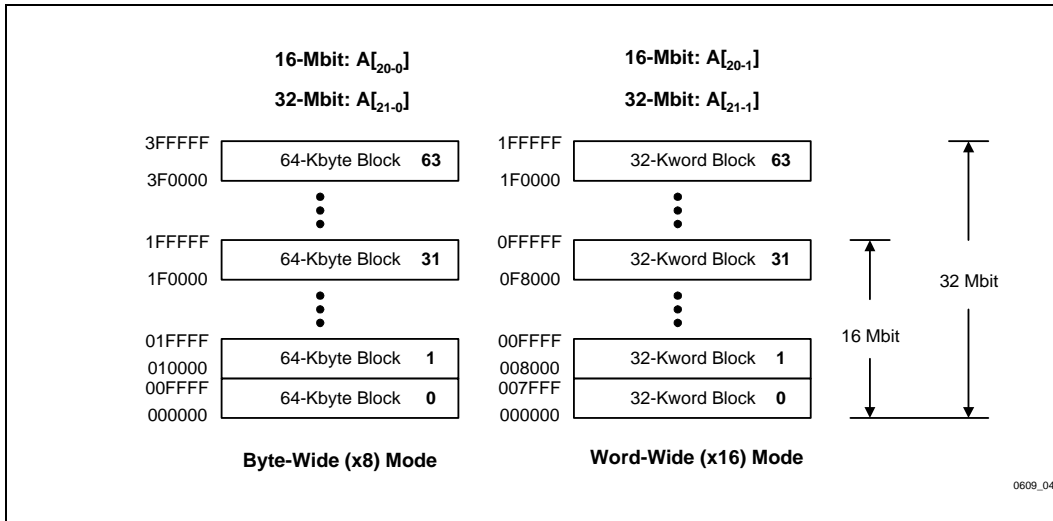 16-Mbit: A[20-0]
32-Mbit: A[21-0]
16-Mbit: A[20-1]
32-Mbit: A[21-1]
3FFFFF
64-Kbyte Block 63
3F0000
1FFFFF
32-Kword Block 63
1F0000
1FFFFF
64-Kbyte Block 31
1F0000
0FFFFF
32-Kword Block 31
0F8000
01FFFF
64-Kbyte Block 1
010000
00FFFF
64-Kbyte Block 0
000000
00FFFF
32-Kword Block 1
008000
007FFF
32-Kword Block 0
000000
16 Mbit
32 Mbit
Byte-Wide (x8) Mode
Word-Wide (x16) Mode
0609_04